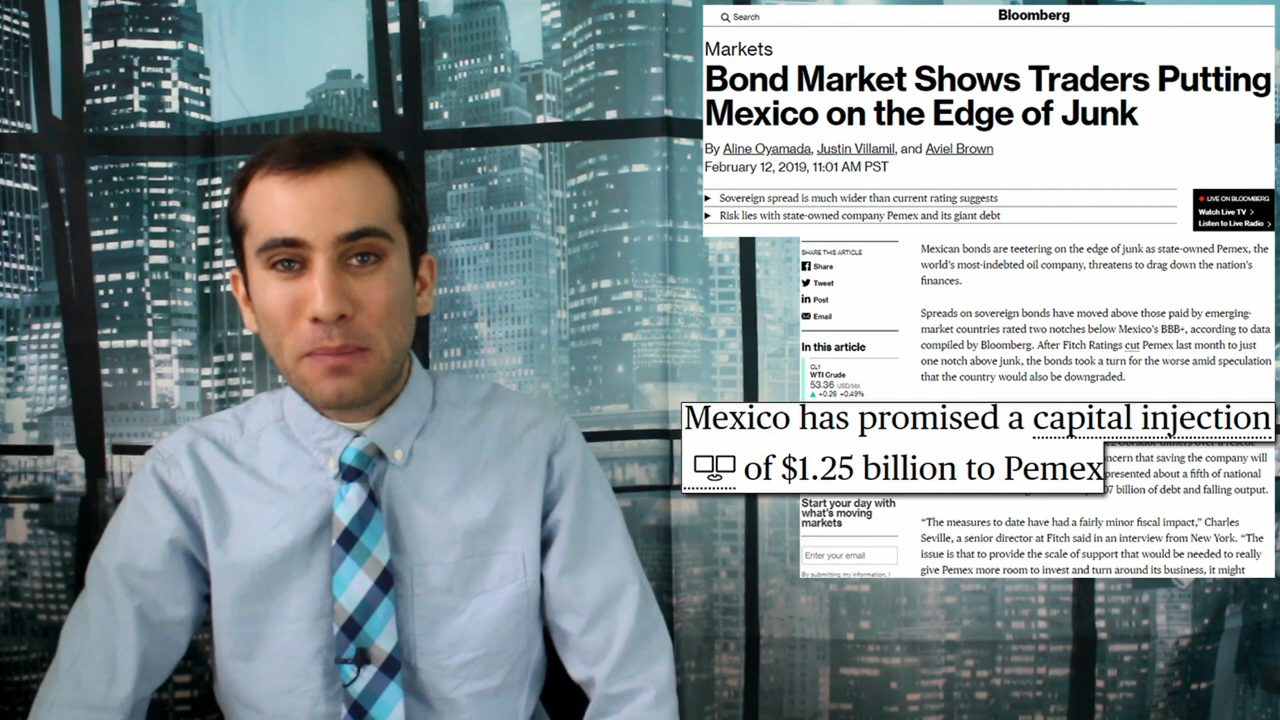 Search
Bloomberg
Markets
Bond Market Shows Traders Putting
Mexico on the Edge of Junk
By Aline Oyamada, Justin Villamil, and Aviel Brown
February 12, 2019, 11:01 AM PST
Sovereign spread is much wider than current rating suggests
Risk lies with state-owned company Pemex and its giant debt
LIVE ON BLOOMBERG
Watch Live TV >
Listen to Live Radio >
SHARE THIS ARTICLE
Share
Tweet
Post
Email
In this article
CL1
WTI Crude
53.36 USD/bbl
▲ +0.26 +0.49%
Mexican bonds are teetering on the edge of junk as state-owned Pemex, the
world's most-indebted oil company, threatens to drag down the nation's
finances.
Spreads on sovereign bonds have moved above those paid by emerging-
market countries rated two notches below Mexico's BBB+, according to data
compiled by Bloomberg. After Fitch Ratings cut Pemex last month to just
one notch above junk, the bonds took a turn for the worse amid speculation
that the country would also be downgraded.
Mexico has promised a capital injection
of $1.25 billion to Pemex
that saving the company will
presented about a fifth of national
billion of debt and falling output.
Start your day with
what's moving
markets
Enter your email
By submitting my information, I
"The measures to date have had a fairly minor fiscal impact," Charles
Seville, a senior director at Fitch said in an interview from New York. "The
issue is that to provide the scale of support that would be needed to really
give Pemex more room to invest and turn around its business, it might